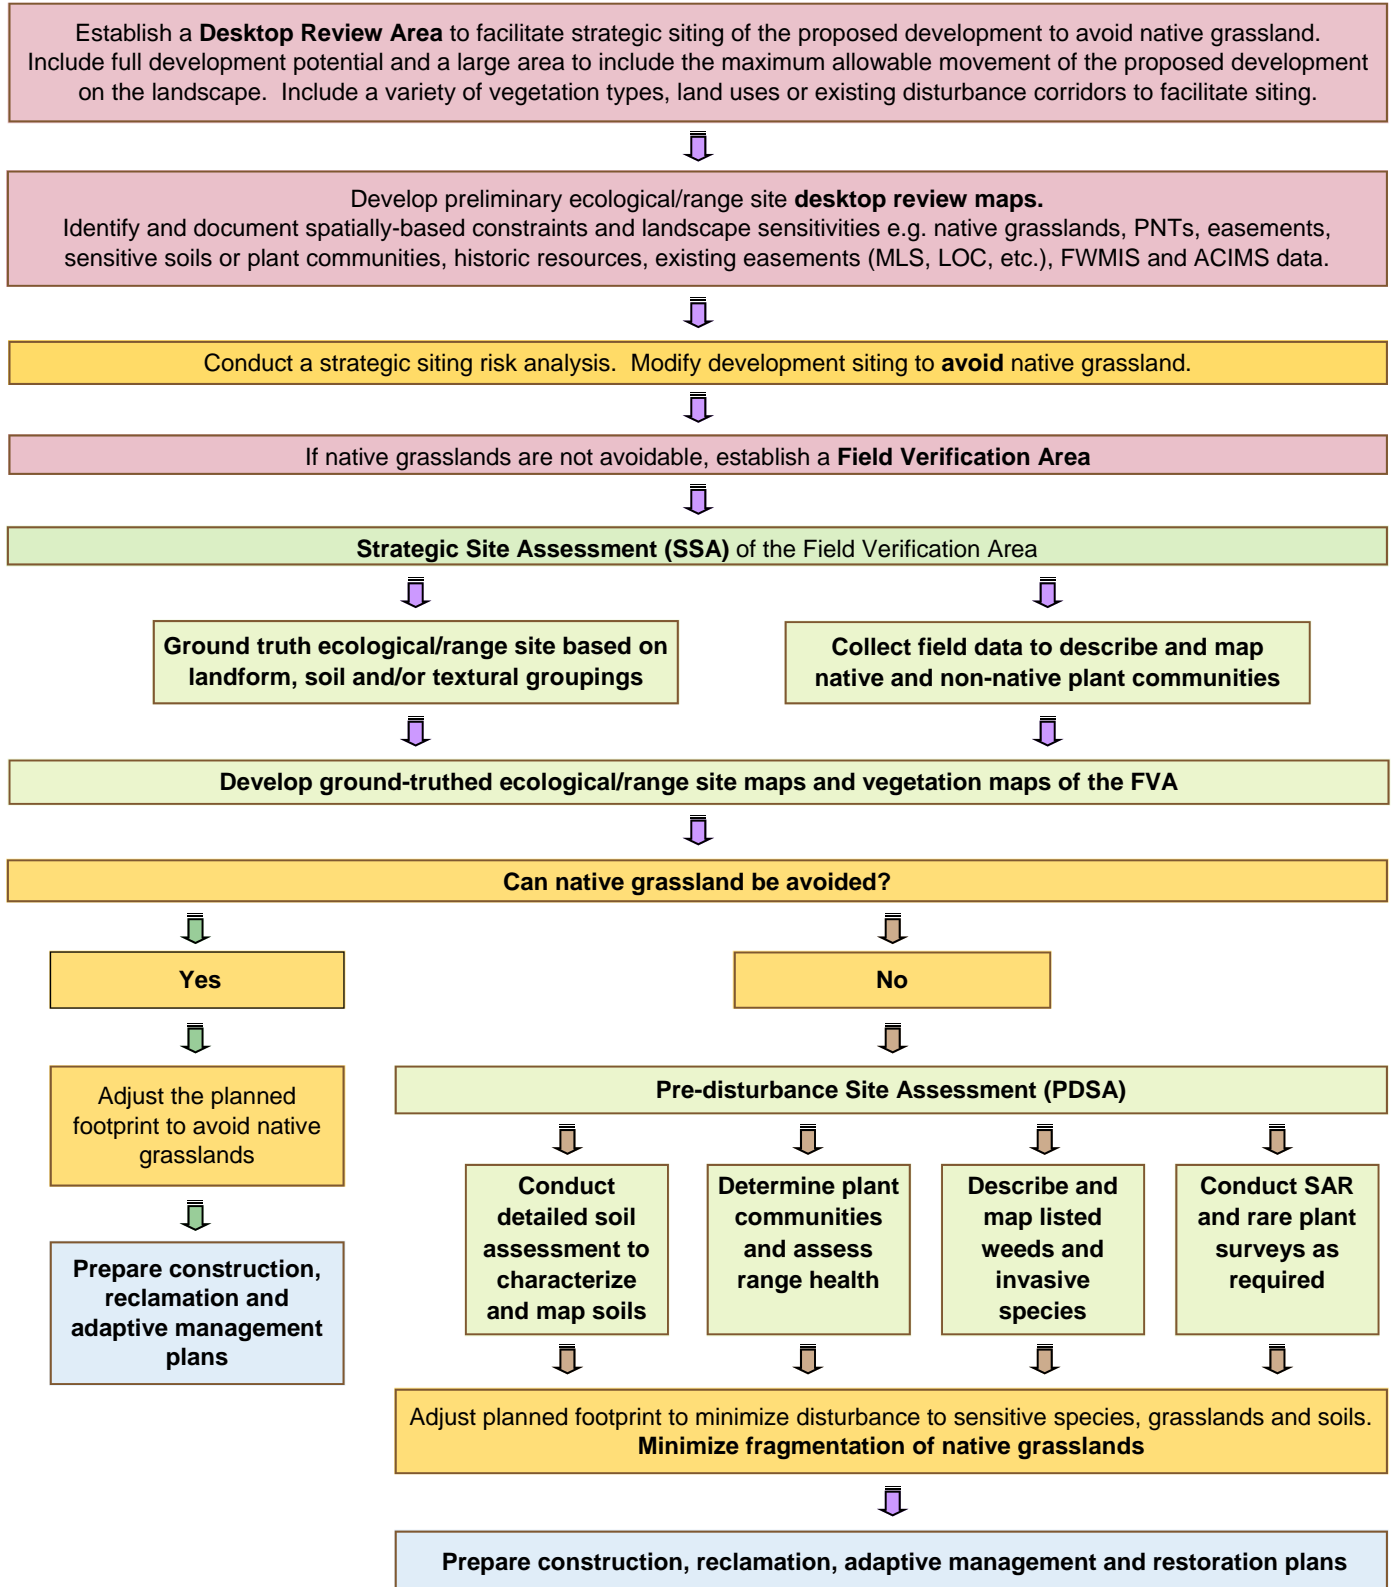 Establish a Desktop Review Area to facilitate strategic siting of the proposed development to avoid native grassland.
Include full development potential and a large area to include the maximum allowable movement of the proposed development
on the landscape. Include a variety of vegetation types, land uses or existing disturbance corridors to facilitate siting.
Develop preliminary ecological/range site desktop review maps.
Identify and document spatially-based constraints and landscape sensitivities e.g. native grasslands, PNTs, easements,
sensitive soils or plant communities, historic resources, existing easements (MLS, LOC, etc.), FWMIS and ACIMS data.
Conduct a strategic siting risk analysis. Modify development siting to avoid native grassland.
If native grasslands are not avoidable, establish a Field Verification Area
Strategic Site Assessment (SSA) of the Field Verification Area
Ground truth ecological/range site based on
landform, soil and/or textural groupings
Collect field data to describe and map
native and non-native plant communities
Develop ground-truthed ecological/range site maps and vegetation maps of the FVA
Can native grassland be avoided?
Yes
No
Adjust the planned
footprint to avoid native
grasslands
Prepare construction,
reclamation and
adaptive management
plans
Pre-disturbance Site Assessment (PDSA)
Conduct
detailed soil
assessment to
characterize
and map soils
Determine plant
communities
and assess
range health
Describe and
map listed
weeds and
invasive
species
Conduct SAR
and rare plant
surveys as
required
Adjust planned footprint to minimize disturbance to sensitive species, grasslands and soils.
Minimize fragmentation of native grasslands
Prepare construction, reclamation, adaptive management and restoration plans